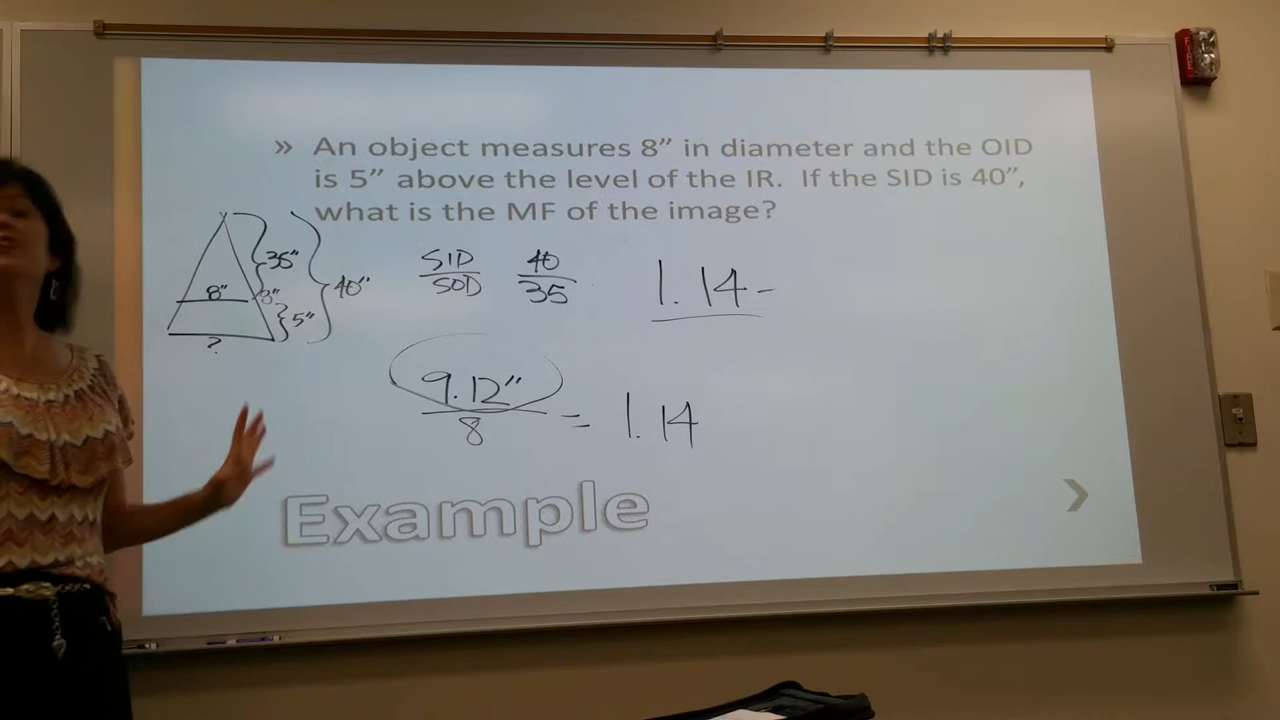 » An object measures 8” in diameter and the OID
is 5” above the level of the IR. If the SID is 40”,
what is the MF of the image?
35"
8"
5"
40"
?
SID
SOD
40
35
1.14-
9.12"
8
= 1.14
Example